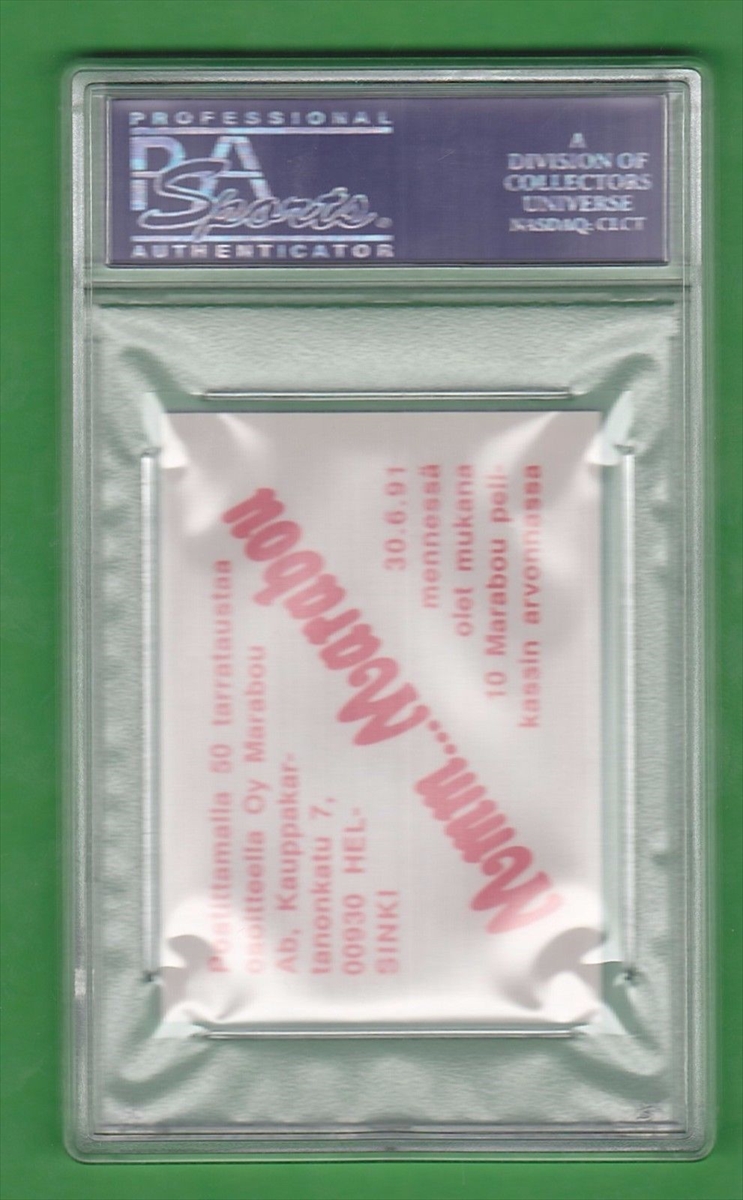 PROFESSIONAL
PSA
Sports
AUTHENTICATOR
A
DIVISION OF
COLLECTORS
UNIVERSE
NASDAQ: CLCT
Postittamalla 50 tarrataustaa
osoitteella Oy Marabou
Ab, Kauppakar-
tanonkatu 7,
00930 HEL-
SINKI
Mmm...Marabou
30.6.91
mennessä
olet mukana
10 Marabou peli-
kassin arvonnassa